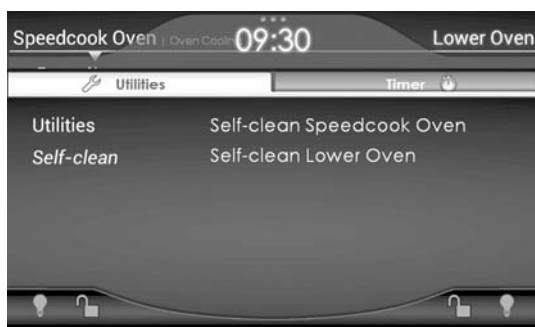 Speedcook Oven | Oven Cooling 09:30 Lower Oven
Utilities Timer
Utilities Self-clean Speedcook Oven
Self-clean Self-clean Lower Oven